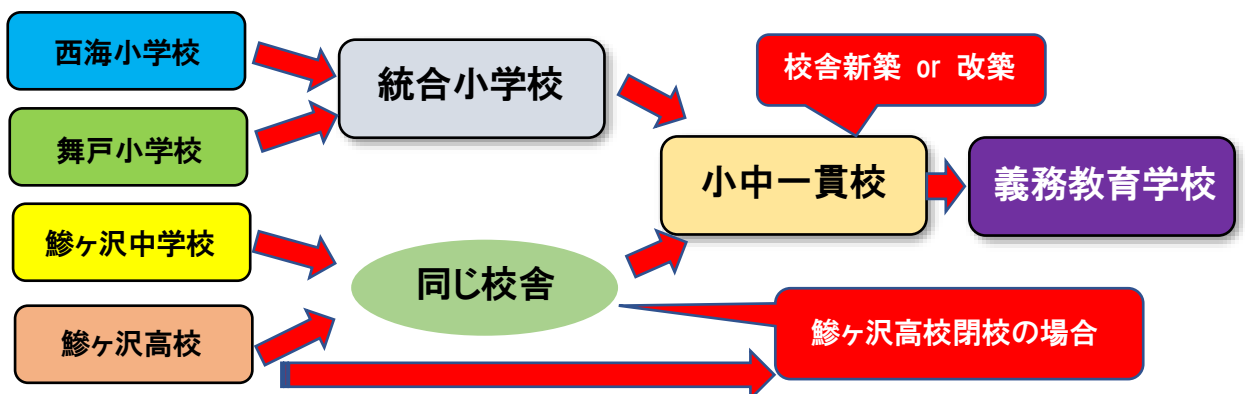 西海小学校
舞戸小学校
鰺ヶ沢中学校
鰺ヶ沢高校
統合小学校
同じ校舎
校舎新築 or 改築
小中一貫校
義務教育学校
鰺ヶ沢高校閉校の場合